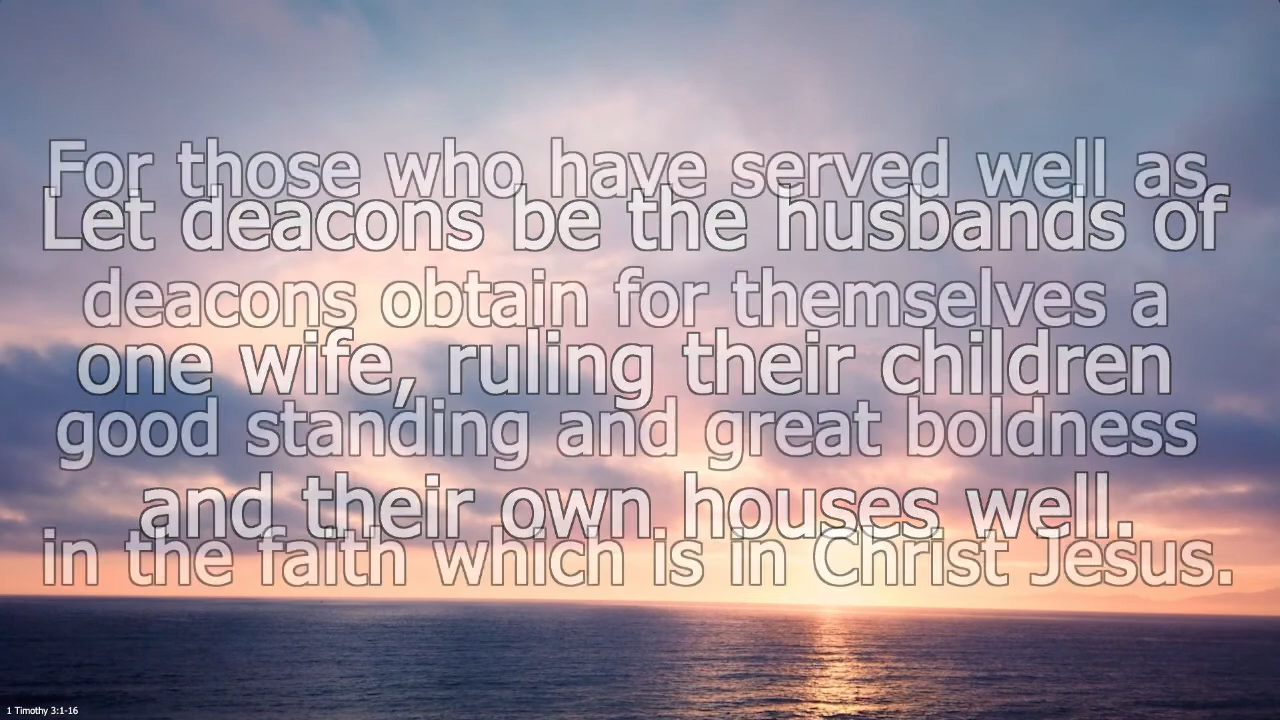 For those who have served well as
Let deacons be the husbands of
deacons obtain for themselves a
one wife, ruling their children
good standing and great boldness
and their own houses well.
in the faith which is in Christ Jesus.
1 Timothy 3:1-16